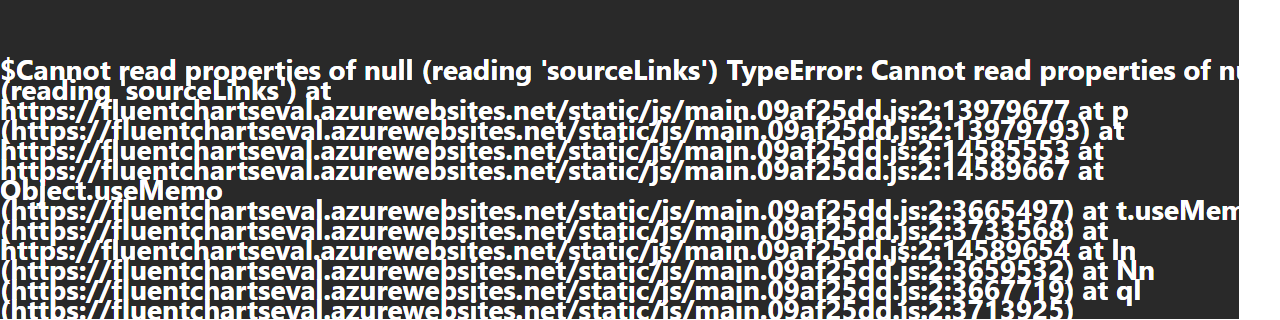 $Cannot read properties of null (reading 'sourceLinks') TypeError: Cannot read properties of
(reading 'sourceLinks') at
https://fluentchartseval.azurewebsites.net/static/js/main.09af25dd.js:2:13979677 at p
(https://fluentchartseval.azurewebsites.net/static/js/main.09af25dd.js:2:13979793) at
https://fluentchartseval.azurewebsites.net/static/js/main.09af25dd.js:2:14585553 at
https://fluentchartseval.azurewebsites.net/static/js/main.09af25dd.js:2:14589667 at
Object.useMemo
(https://fluentchartseval.azurewebsites.net/static/js/main.09af25dd.js:2:3665497) at t.useMem
(https://fluentchartseval.azurewebsites.net/static/js/main.09af25dd.js:2:3733568) at
https://fluentchartseval.azurewebsites.net/static/js/main.09af25dd.js:2:14589654 at ln
(https://fluentchartseval.azurewebsites.net/static/js/main.09af25dd.js:2:3659532) at Nn
(https://fluentchartseval.azurewebsites.net/static/js/main.09af25dd.js:2:3667719) at ql
(https://fluentchartseval.azurewebsites.net/static/js/main.09af25dd.js:2:3713925)